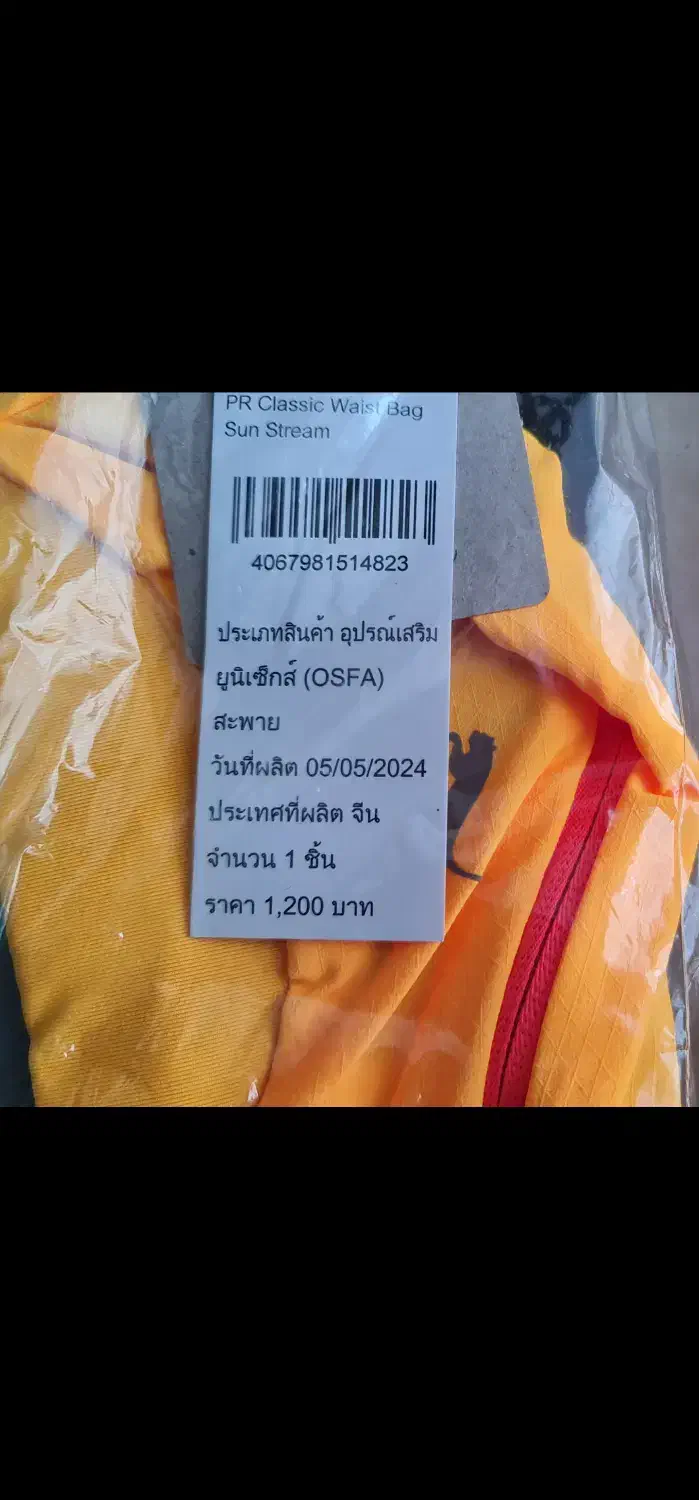 PR Classic Waist Bag
Sun Stream
4067981514823
ประเภทสินค้า อุปรณ์เสริม
ยูนิเซ็กส์ (OSFA)
สะพาย
วันที่ผลิต 05/05/2024
ประเทศที่ผลิต จีน
จำนวน 1 ชิ้น
ราคา 1,200 บาท